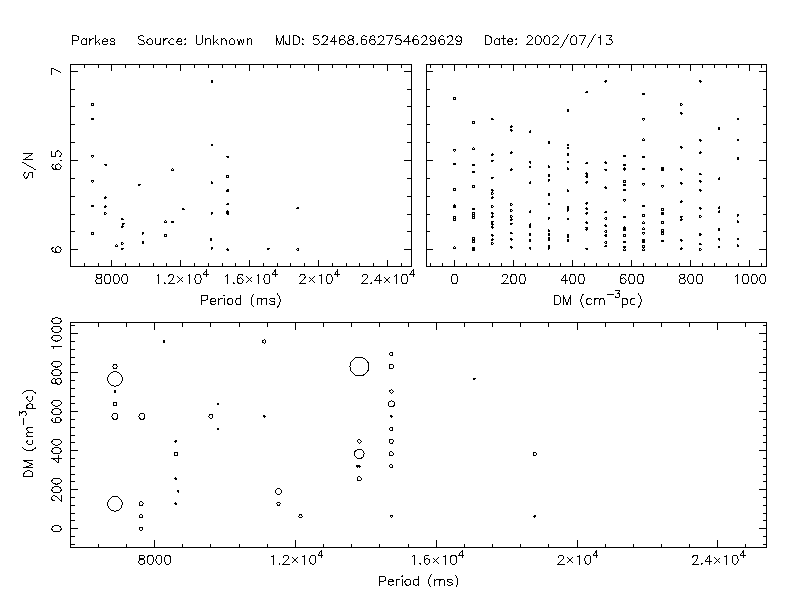 Parkes Source: Unknown MJD: 52468.662754629629 Date: 2002/07/13
7
6.5
6
S/N
8000 1.2×10⁴ 1.6×10⁴ 2×10⁴ 2.4×10⁴
Period (ms)
0 200 400 600 800 1000
DM (cm⁻³pc)
1000
800
600
400
200
0
DM (cm⁻³pc)
8000 1.2×10⁴ 1.6×10⁴ 2×10⁴ 2.4×10⁴
Period (ms)